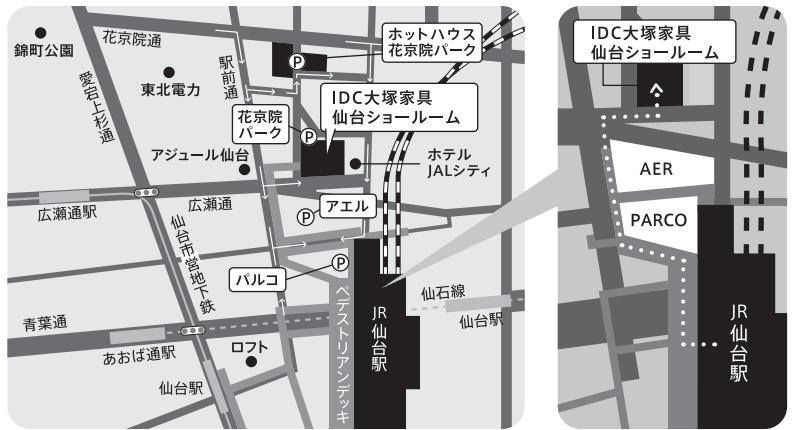 錦町公園
花京院通
ホットハウス
花京院パーク
P
愛宕上杉通
東北電力
駅前通
花京院
パーク
P
IDC大塚家具
仙台ショールーム
アジュール仙台
ホテル
JALシティ
広瀬通駅
広瀬通
P
アエル
仙台市営地下鉄
パルコ
P
青葉通
あおば通駅
ロフト
仙台駅
ペデストリアンデッキ
JR仙台駅
仙石線
仙台駅
IDC大塚家具
仙台ショールーム
AER
PARCO
JR仙台駅